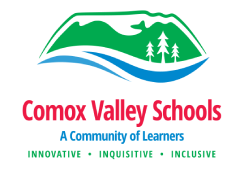 Comox Valley Schools
A Community of Learners
INNOVATIVE • INQUISITIVE • INCLUSIVE